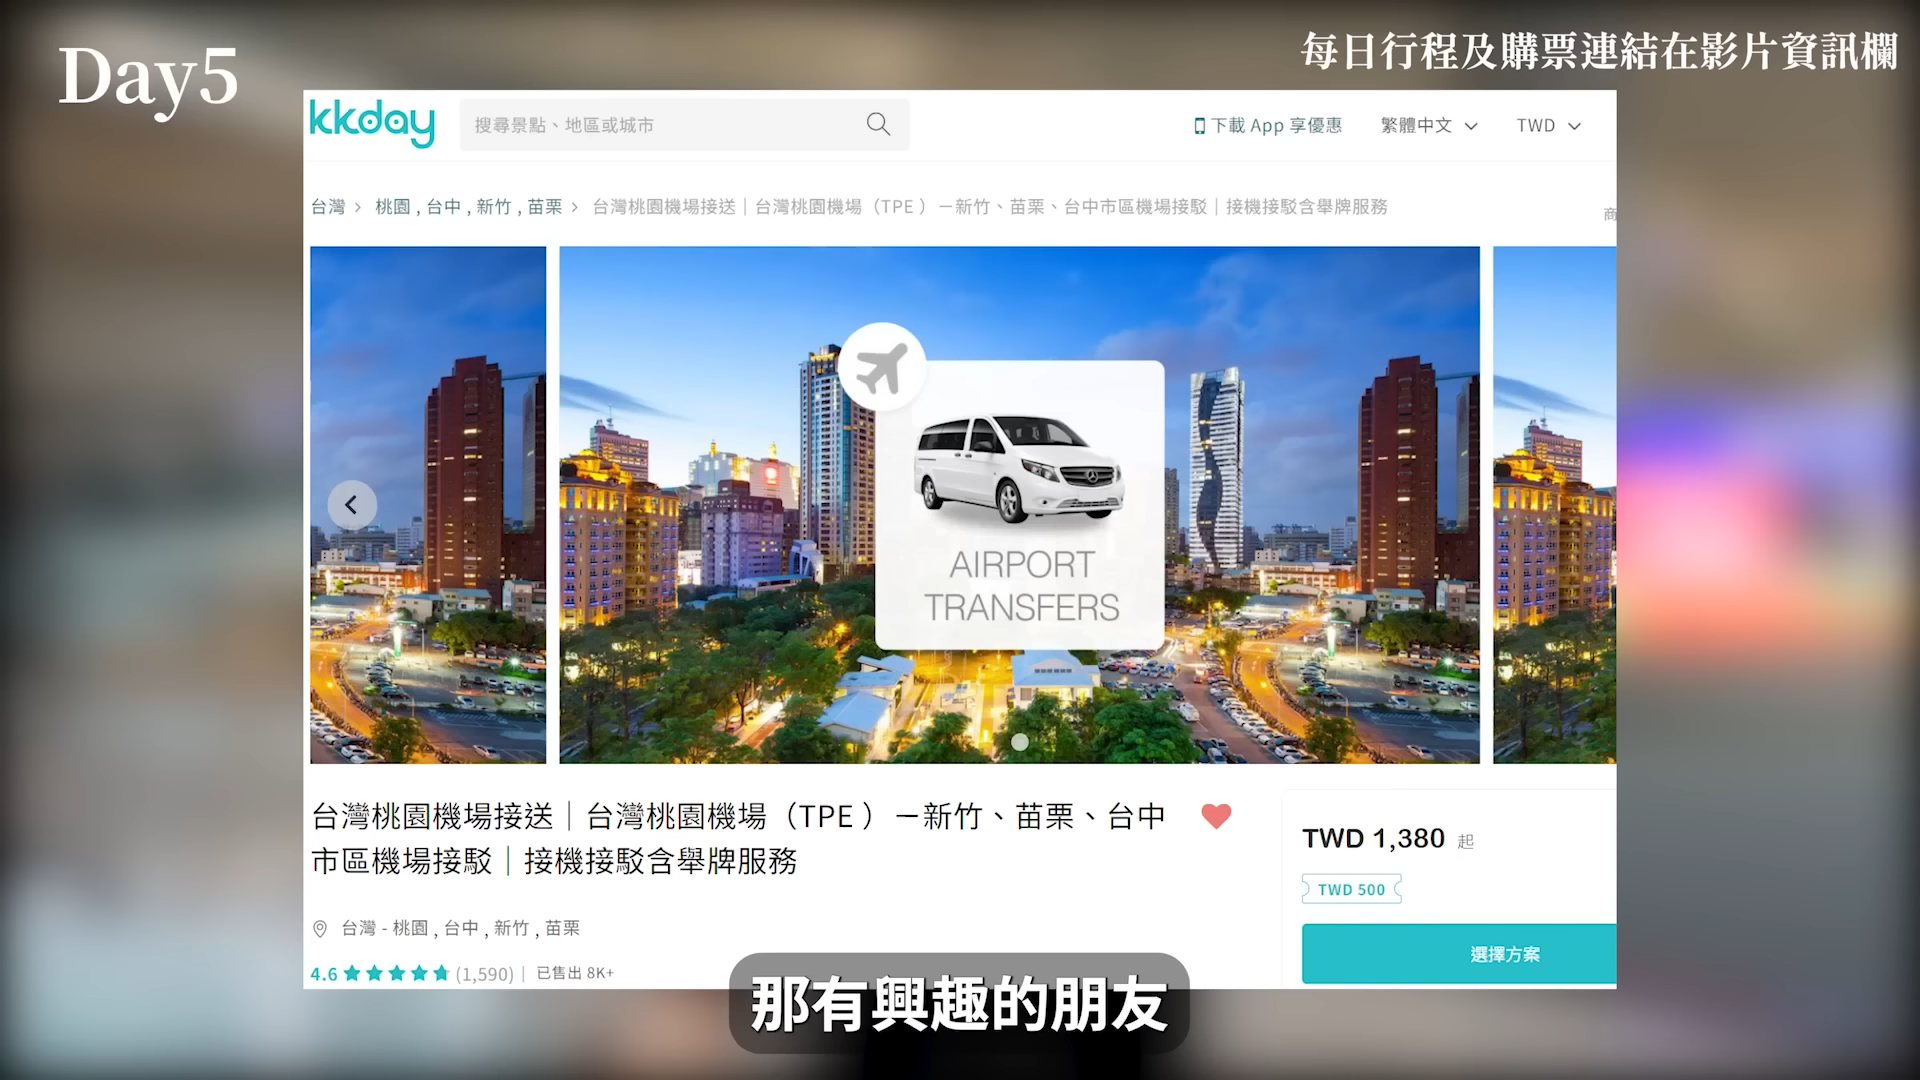 Day5
每日行程及購票連結在影片資訊欄
kkday
搜尋景點、地區或城市
下載 App 享優惠
繁體中文
TWD
台灣 > 桃園 , 台中 , 新竹 , 苗栗 > 台灣桃園機場接送｜台灣桃園機場（TPE ）－新竹、苗栗、台中市區機場接駁｜接機接駁含舉牌服務
商
AIRPORT
TRANSFERS
台灣桃園機場接送｜台灣桃園機場（TPE ）－新竹、苗栗、台中
市區機場接駁｜接機接駁含舉牌服務
TWD 1,380 起
TWD 500
選擇方案
台灣 - 桃園 , 台中 , 新竹 , 苗栗
4.6 ★★★★★ (1,590)｜ 已售出 8K+
那有興趣的朋友